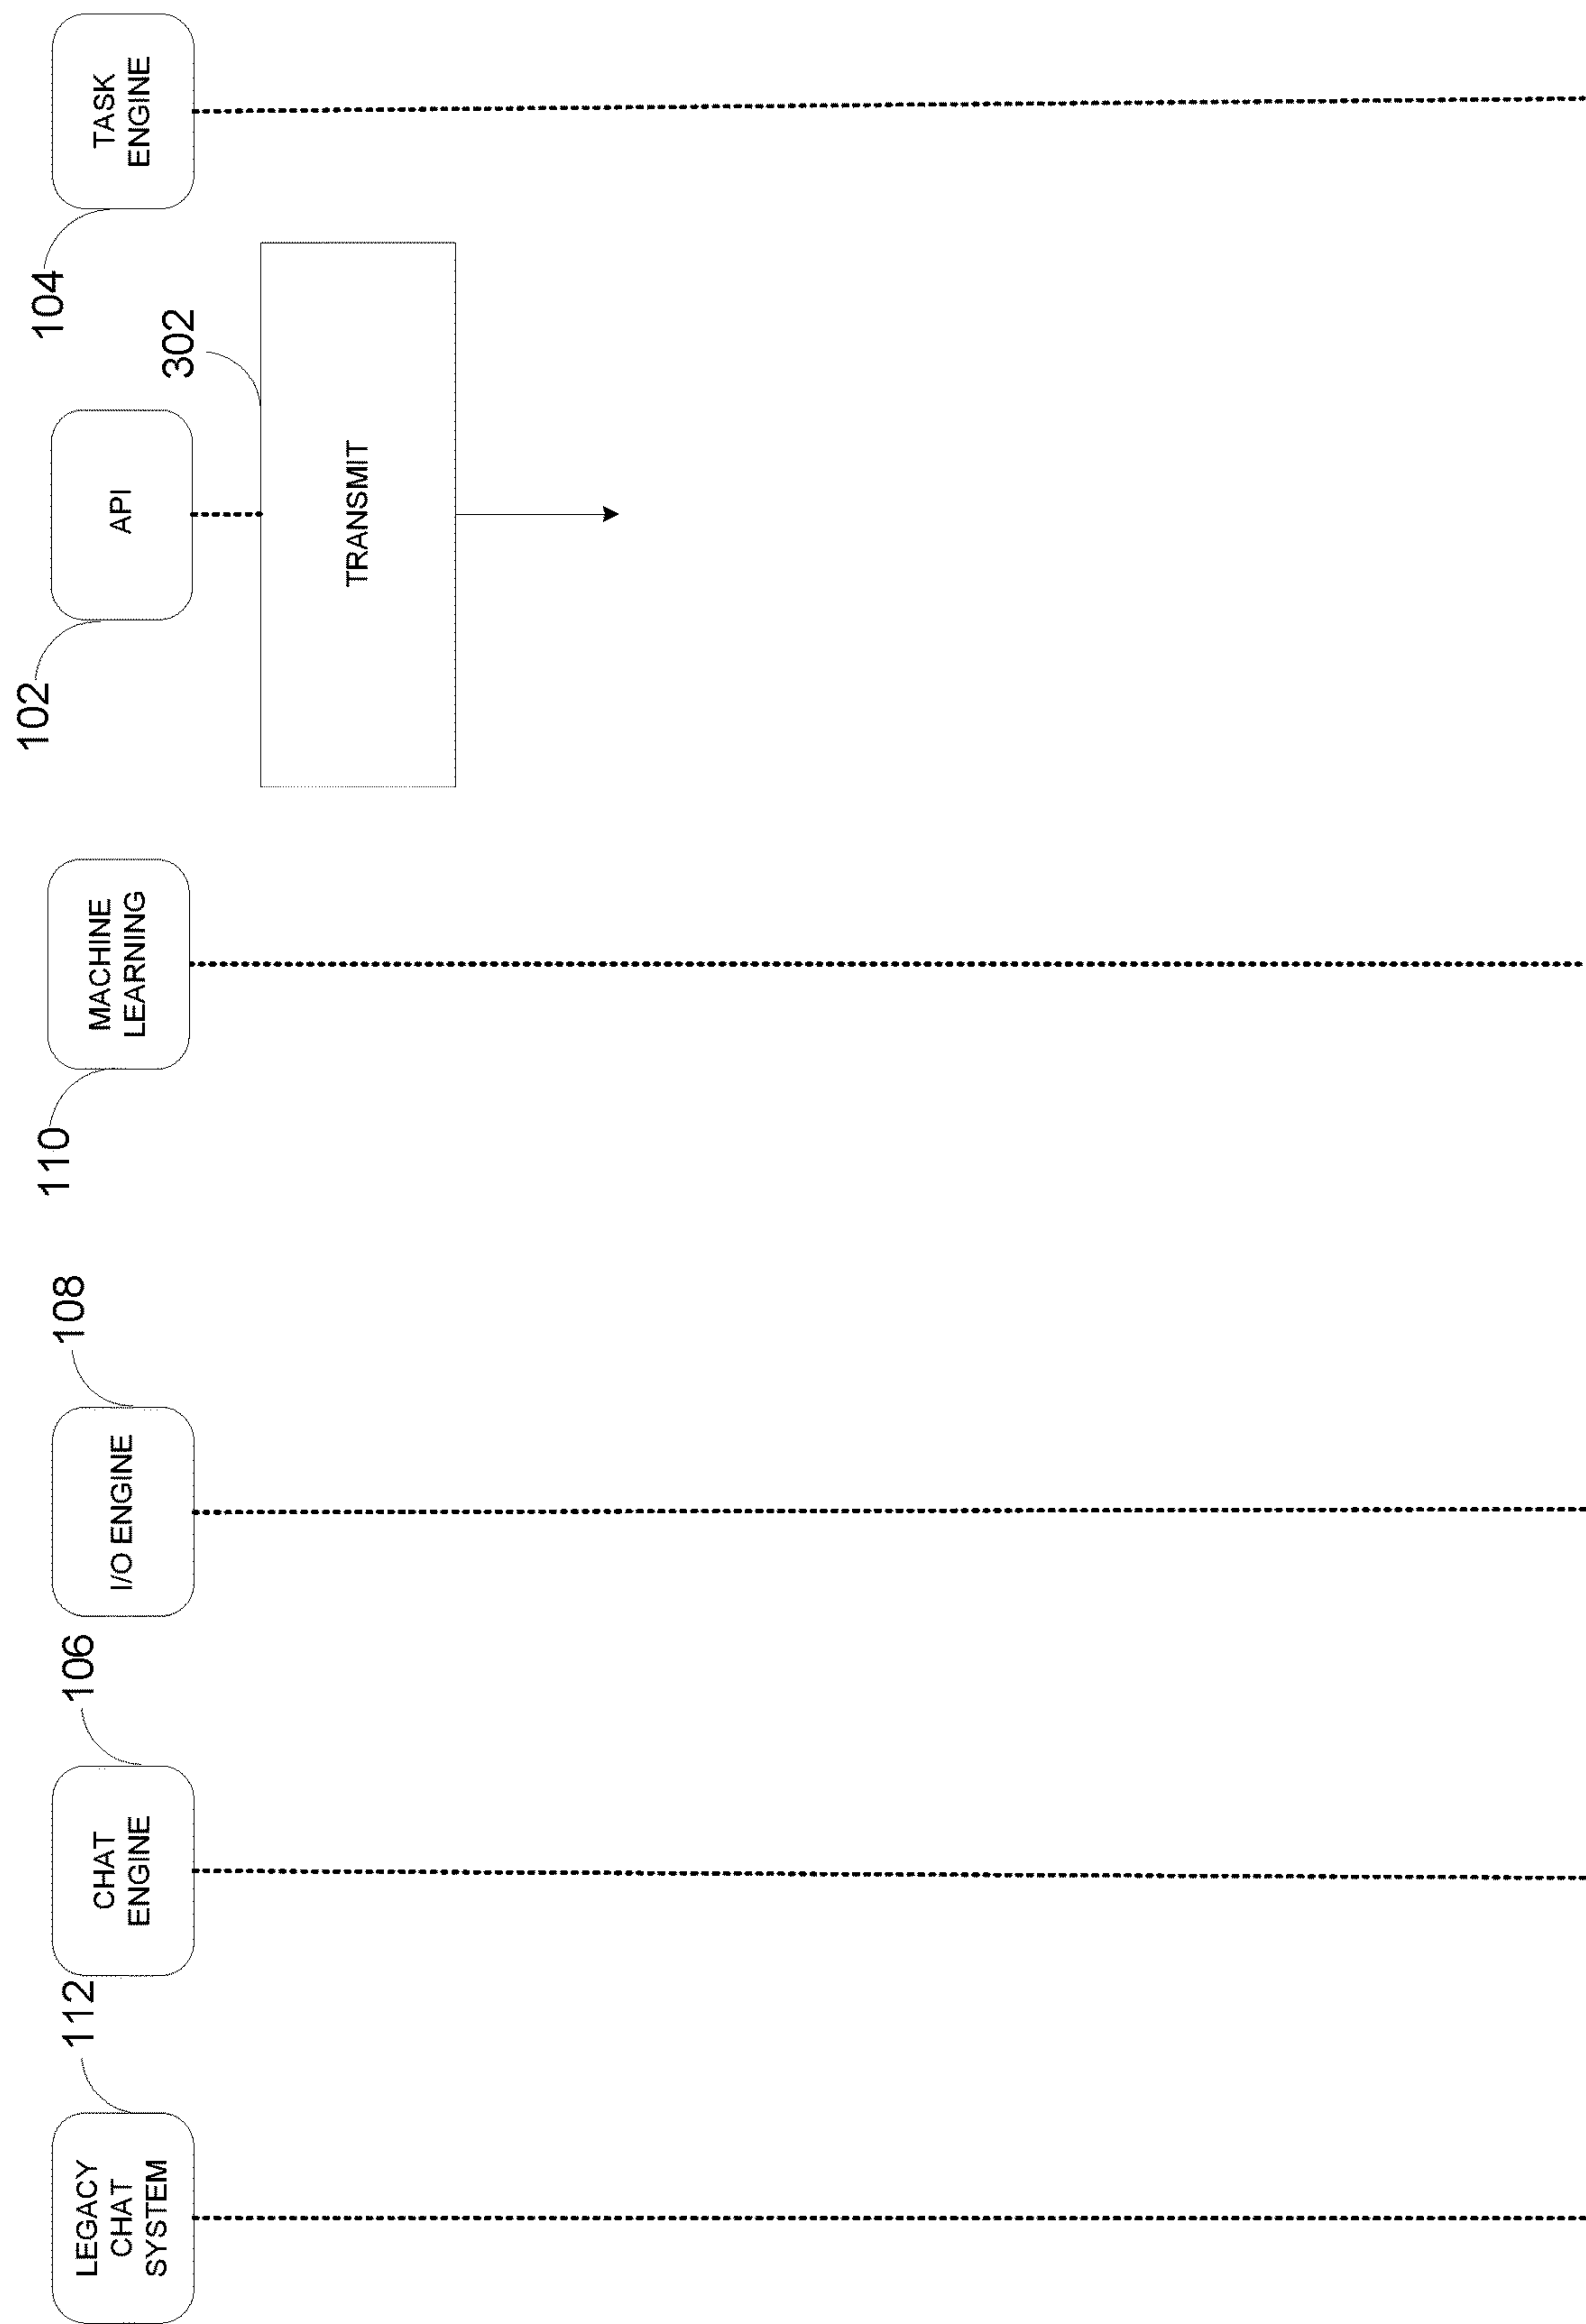 LEGACY
CHAT
SYSTEM
112
CHAT
ENGINE
106
I/O ENGINE
108
110
MACHINE
LEARNING
102
API
104
TASK
ENGINE
302
TRANSMIT